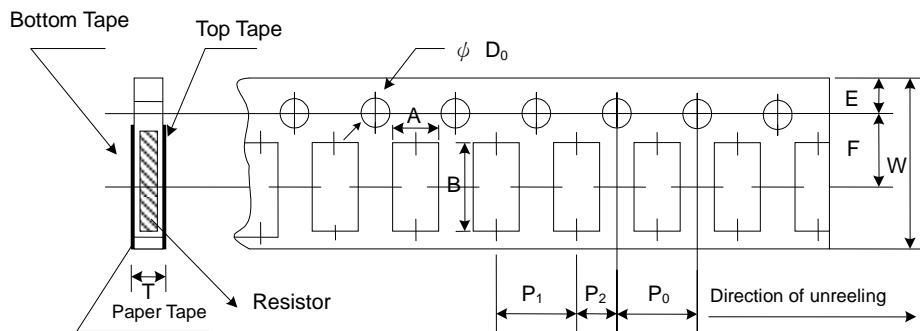 Bottom Tape
Top Tape
ψ D₀
A
B
E
F
W
T
Paper Tape
Resistor
P₁
P₂
P₀
Direction of unreeling